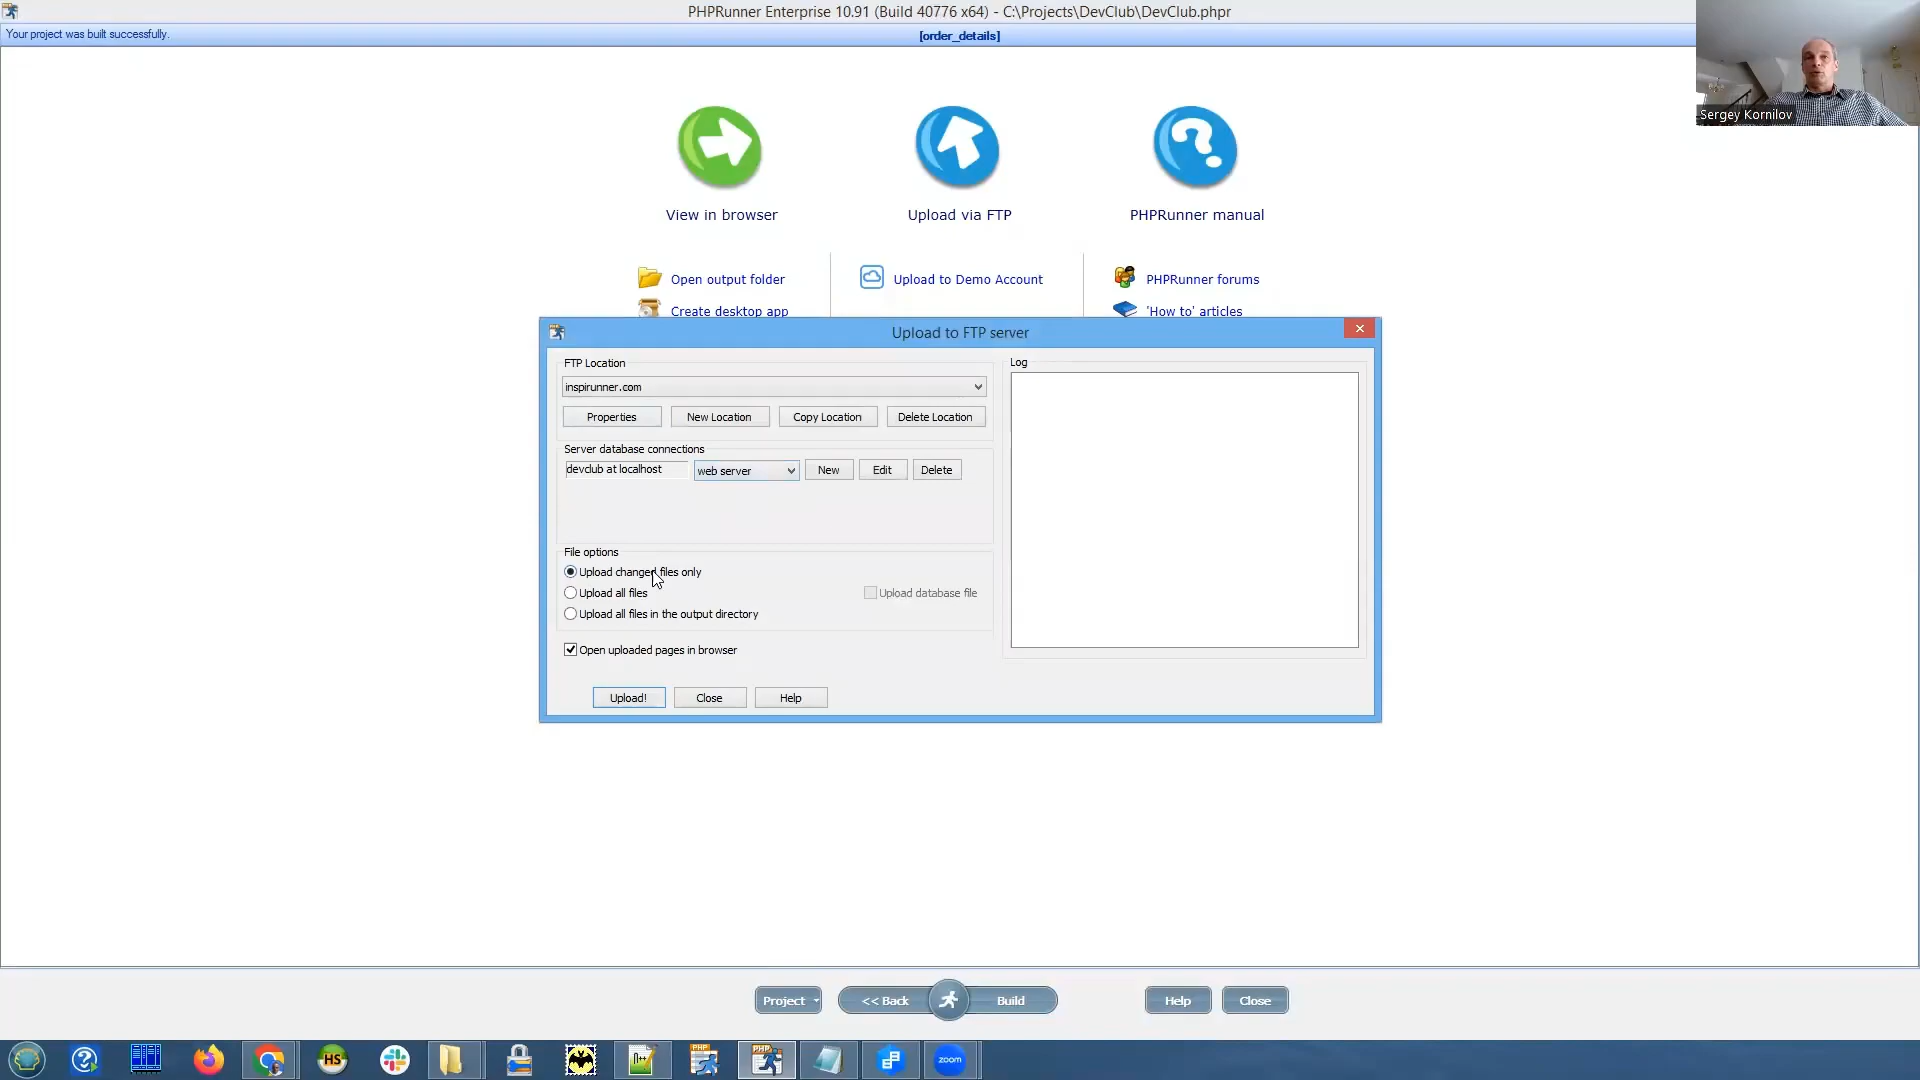 PHPRunner Enterprise 10.91 (Build 40776 x64) - C:\Projects\DevClub\DevClub.phpr
Your project was built successfully.
[order_details]
Sergey Kornilov
View in browser
Upload via FTP
PHPRunner manual
Open output folder
Upload to Demo Account
PHPRunner forums
Create desktop app
'How to' articles
Upload to FTP server
FTP Location
Log
inspirunner.com
Properties
New Location
Copy Location
Delete Location
Server database connections
devclub at localhost
web server
New
Edit
Delete
File options
Upload changed files only
Upload all files
Upload database file
Upload all files in the output directory
Open uploaded pages in browser
Upload!
Close
Help
Project
<< Back
Build
Help
Close
HS
PHP
PHP
zoom